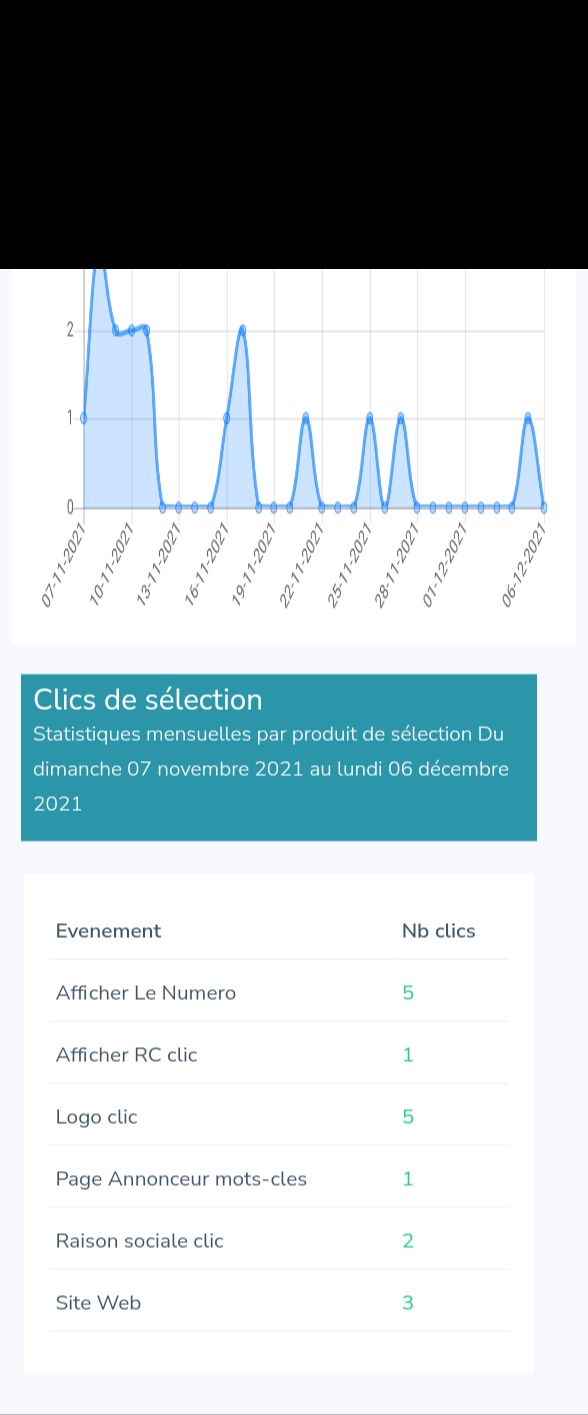 2
1
0
07-11-2021
10-11-2021
13-11-2021
16-11-2021
19-11-2021
22-11-2021
25-11-2021
28-11-2021
01-12-2021
06-12-2021
Clics de sélection
Statistiques mensuelles par produit de sélection Du
dimanche 07 novembre 2021 au lundi 06 décembre
2021
Evenement Nb clics
Afficher Le Numero 5
Afficher RC clic 1
Logo clic 5
Page Annonceur mots-cles 1
Raison sociale clic 2
Site Web 3